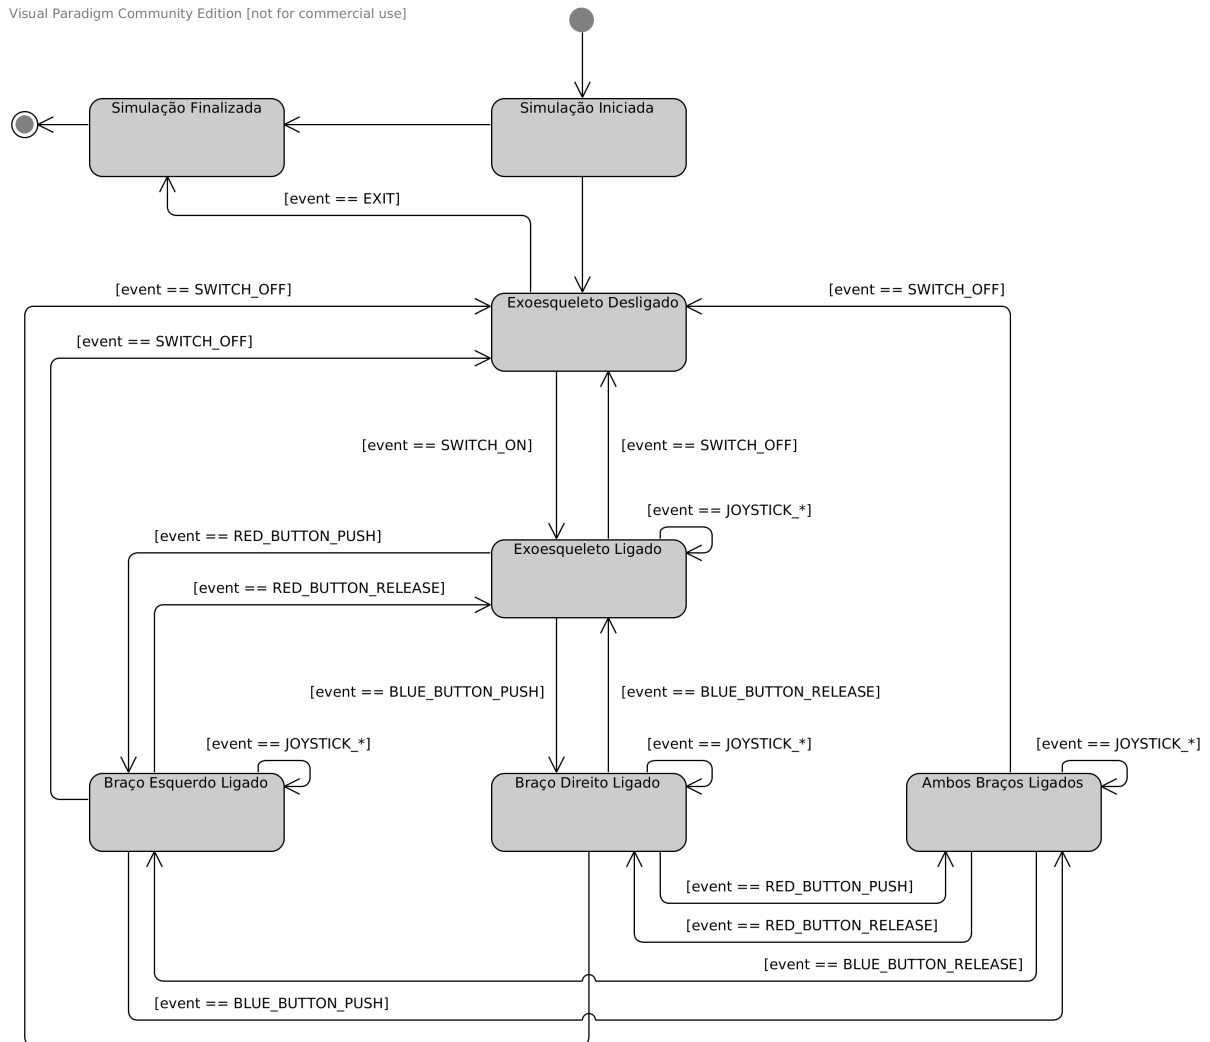 Visual Paradigm Community Edition [not for commercial use]
Simulação Finalizada
Simulação Iniciada
[event == EXIT]
[event == SWITCH_OFF]
[event == SWITCH_OFF]
Exoesqueleto Desligado
[event == SWITCH_OFF]
[event == SWITCH_ON]
[event == SWITCH_OFF]
[event == JOYSTICK_*]
[event == RED_BUTTON_PUSH]
Exoesqueleto Ligado
[event == RED_BUTTON_RELEASE]
[event == BLUE_BUTTON_PUSH]
[event == BLUE_BUTTON_RELEASE]
[event == JOYSTICK_*]
[event == JOYSTICK_*]
[event == JOYSTICK_*]
Braço Esquerdo Ligado
Braço Direito Ligado
Ambos Braços Ligados
[event == RED_BUTTON_PUSH]
[event == RED_BUTTON_RELEASE]
[event == BLUE_BUTTON_RELEASE]
[event == BLUE_BUTTON_PUSH]